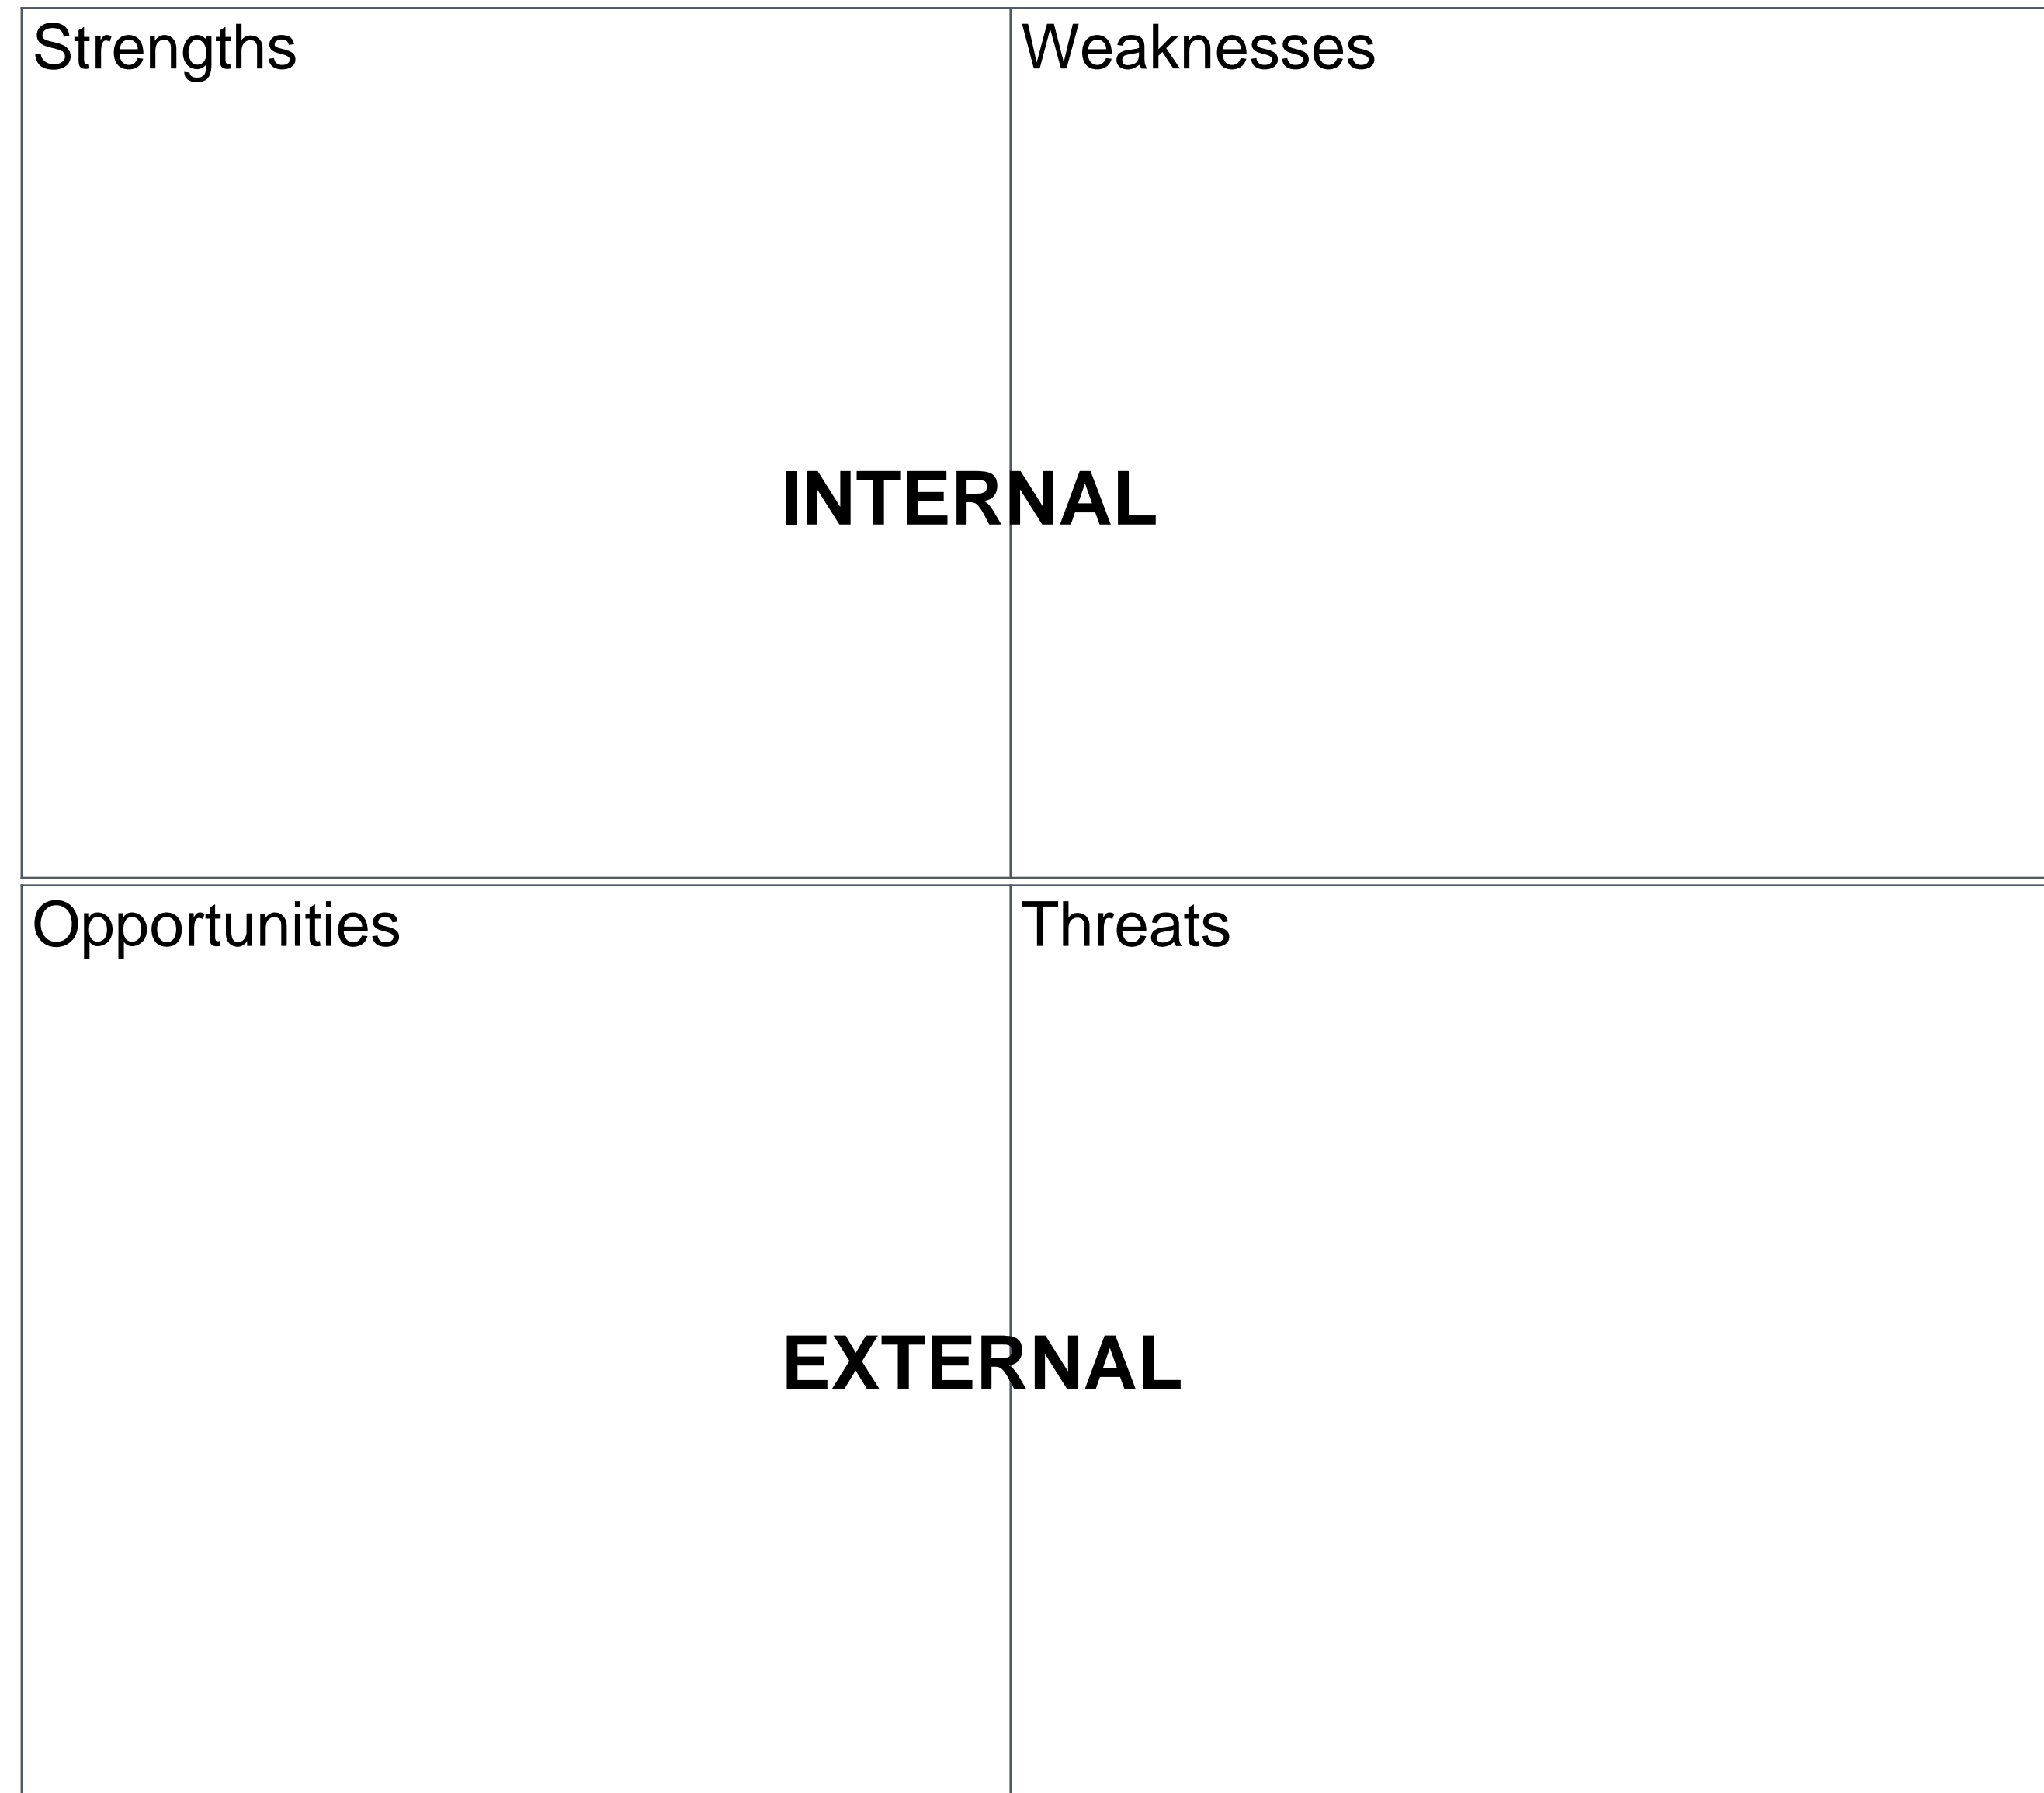 Strengths
Weaknesses
INTERNAL
Opportunities
Threats
EXTERNAL